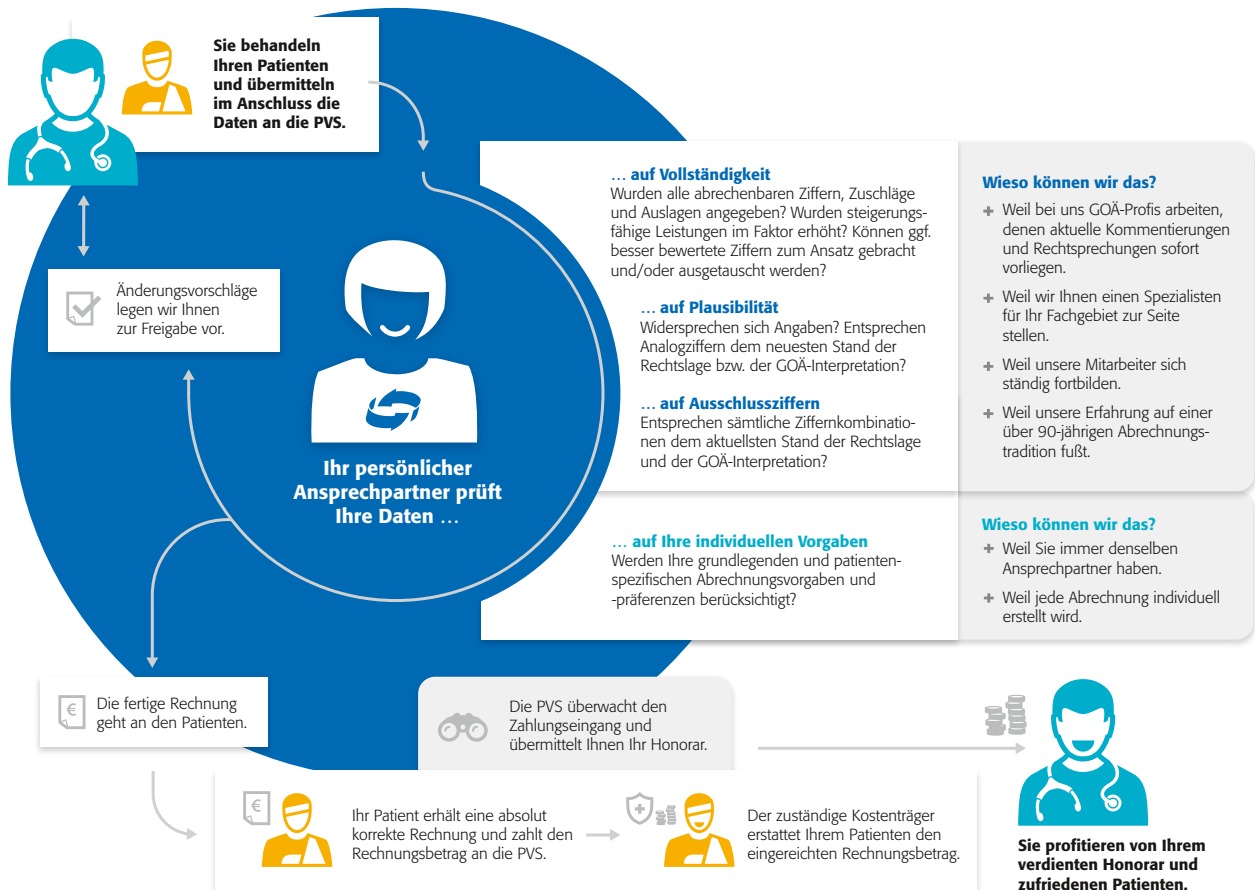 Sie behandeln
Ihren Patienten
und übermitteln
im Anschluss die
Daten an die PVS.
Änderungsvorschläge
legen wir Ihnen
zur Freigabe vor.
Ihr persönlicher
Ansprechpartner prüft
Ihre Daten …
… auf Vollständigkeit
Wurden alle abrechenbaren Ziffern, Zuschläge
und Auslagen angegeben? Wurden steigerungs-
fähige Leistungen im Faktor erhöht? Können ggf.
besser bewertete Ziffern zum Ansatz gebracht
und/oder ausgetauscht werden?
… auf Plausibilität
Widersprechen sich Angaben? Entsprechen
Analogziffern dem neuesten Stand der
Rechtslage bzw. der GOÄ-Interpretation?
… auf Ausschlussziffern
Entsprechen sämtliche Ziffernkombinatio-
nen dem aktuellsten Stand der Rechtslage
und der GOÄ-Interpretation?
Wieso können wir das?
+ Weil bei uns GOÄ-Profis arbeiten,
denen aktuelle Kommentierungen
und Rechtsprechungen sofort
vorliegen.
+ Weil wir Ihnen einen Spezialisten
für Ihr Fachgebiet zur Seite
stellen.
+ Weil unsere Mitarbeiter sich
ständig fortbilden.
+ Weil unsere Erfahrung auf einer
über 90-jährigen Abrechnungs-
tradition fußt.
… auf Ihre individuellen Vorgaben
Werden Ihre grundlegenden und patienten-
spezifischen Abrechnungsvorgaben und
-präferenzen berücksichtigt?
Wieso können wir das?
+ Weil Sie immer denselben
Ansprechpartner haben.
+ Weil jede Abrechnung individuell
erstellt wird.
€
Die fertige Rechnung
geht an den Patienten.
Die PVS überwacht den
Zahlungseingang und
übermittelt Ihnen Ihr Honorar.
€
Ihr Patient erhält eine absolut
korrekte Rechnung und zahlt den
Rechnungsbetrag an die PVS.
Der zuständige Kostenträger
erstattet Ihrem Patienten den
eingereichten Rechnungsbetrag.
Sie profitieren von Ihrem
verdienten Honorar und
zufriedenen Patienten.